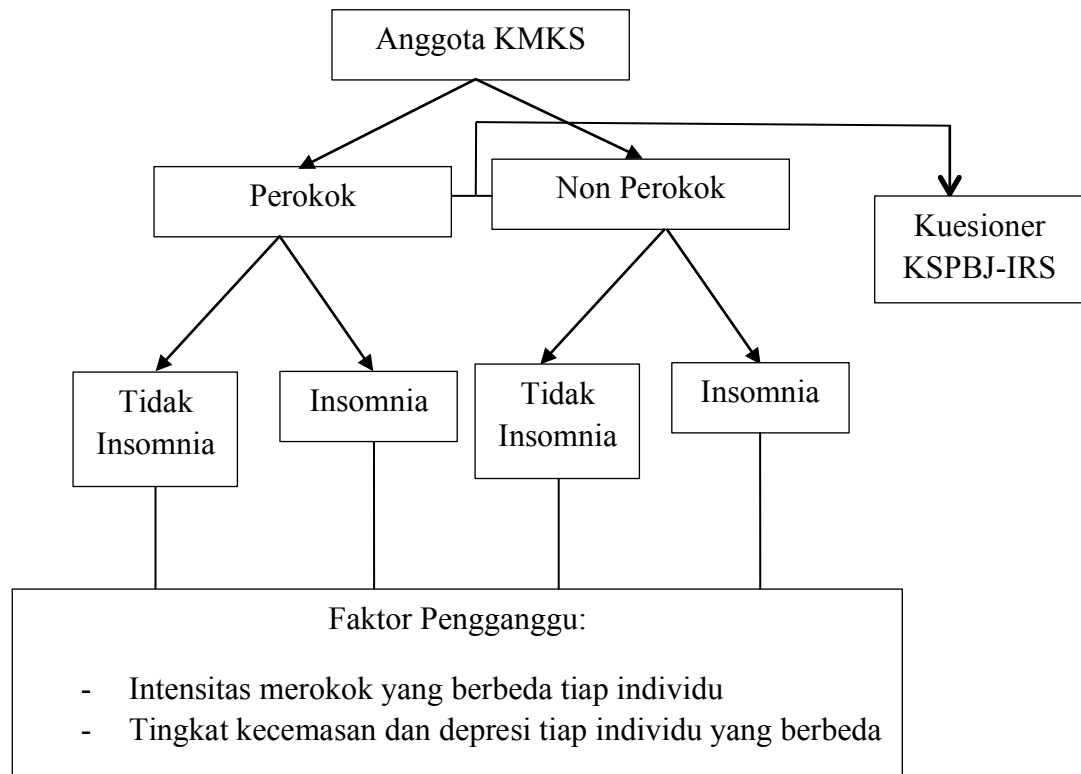 Anggota KMKS
Perokok
Non Perokok
Kuesioner
KSPBJ-IRS
Tidak
Insomnia
Insomnia
Tidak
Insomnia
Insomnia
Faktor Pengganggu:
- Intensitas merokok yang berbeda tiap individu
- Tingkat kecemasan dan depresi tiap individu yang berbeda